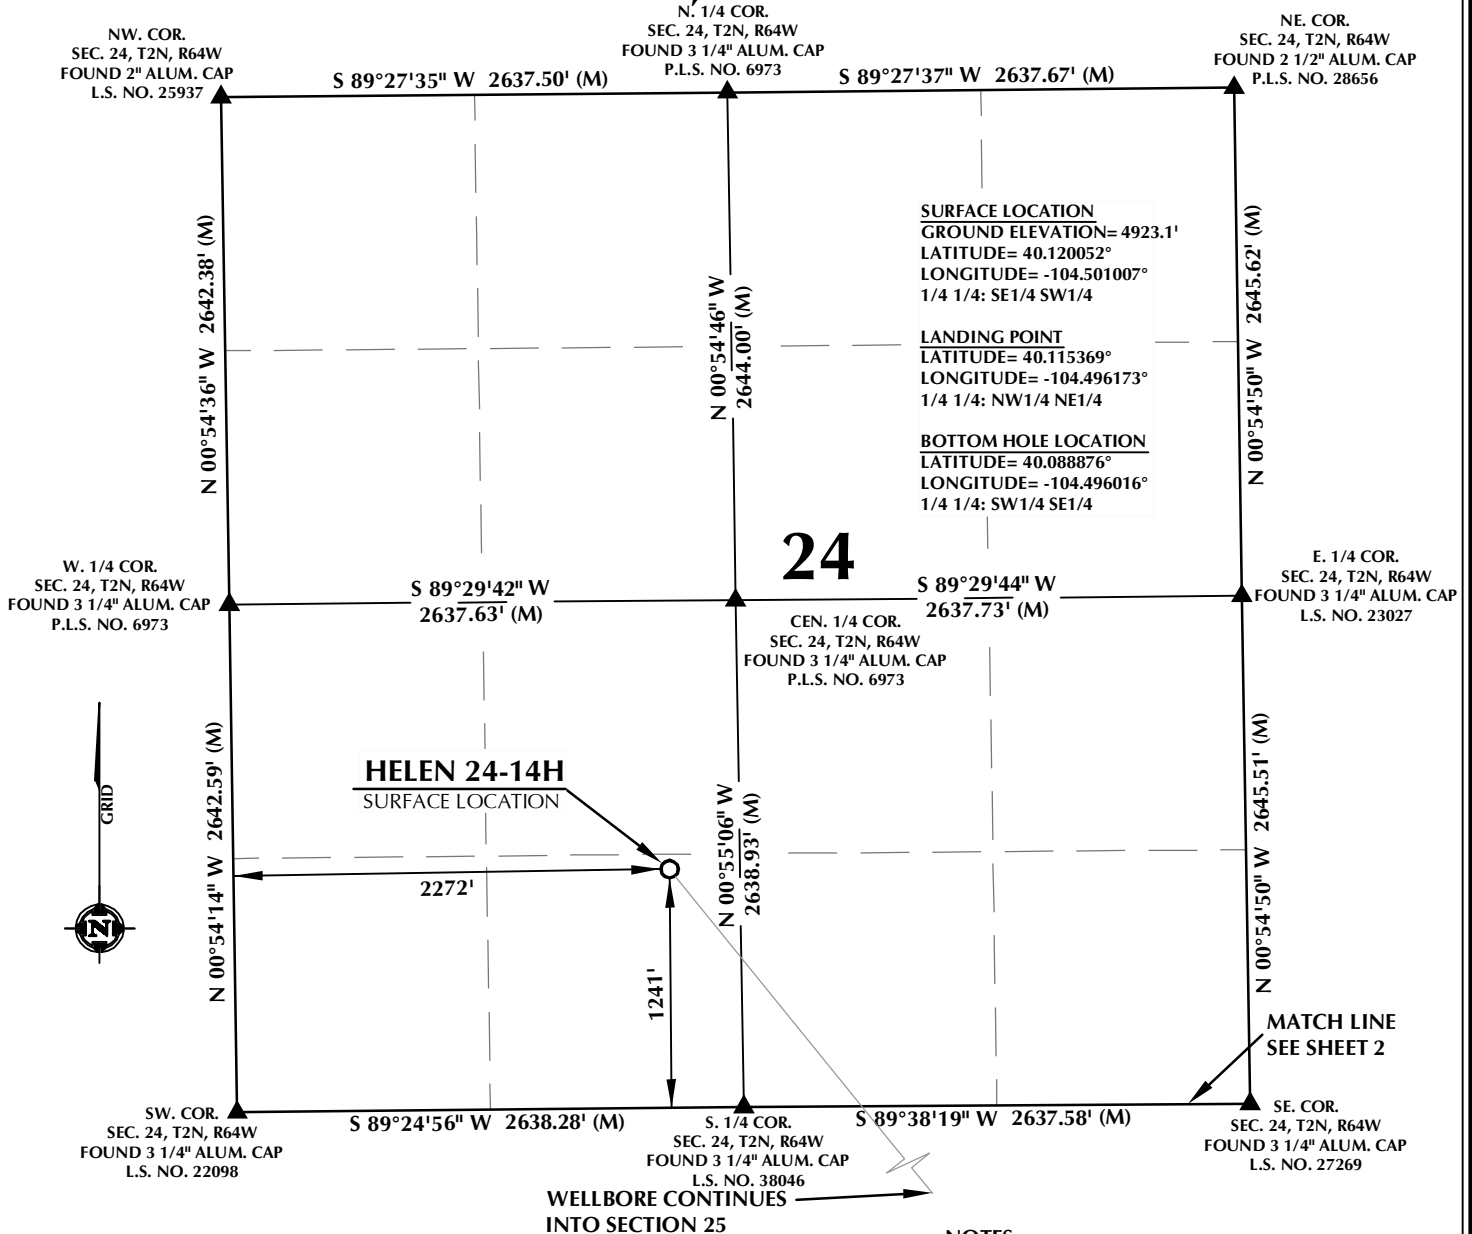 N. 1/4 COR.
SEC. 24, T2N, R64W
FOUND 3 1/4" ALUM. CAP
P.L.S. NO. 6973
NW. COR.
SEC. 24, T2N, R64W
FOUND 2" ALUM. CAP
L.S. NO. 25937
NE. COR.
SEC. 24, T2N, R64W
FOUND 2 1/2" ALUM. CAP
P.L.S. NO. 28656
S 89°27'35" W 2637.50' (M)
S 89°27'37" W 2637.67' (M)
N 00°54'36" W 2642.38' (M)
N 00°54'46" W
2644.00' (M)
SURFACE LOCATION
GROUND ELEVATION= 4923.1'
LATITUDE= 40.120052°
LONGITUDE= -104.501007°
1/4 1/4: SE1/4 SW1/4
LANDING POINT
LATITUDE= 40.115369°
LONGITUDE= -104.496173°
1/4 1/4: NW1/4 NE1/4
BOTTOM HOLE LOCATION
LATITUDE= 40.088876°
LONGITUDE= -104.496016°
1/4 1/4: SW1/4 SE1/4
N 00°54'50" W 2645.62' (M)
24
W. 1/4 COR.
SEC. 24, T2N, R64W
FOUND 3 1/4" ALUM. CAP
P.L.S. NO. 6973
S 89°29'42" W
2637.63' (M)
S 89°29'44" W
2637.73' (M)
E. 1/4 COR.
SEC. 24, T2N, R64W
FOUND 3 1/4" ALUM. CAP
L.S. NO. 23027
CEN. 1/4 COR.
SEC. 24, T2N, R64W
FOUND 3 1/4" ALUM. CAP
P.L.S. NO. 6973
GRID
N
N 00°54'14" W 2642.59' (M)
HELEN 24-14H
SURFACE LOCATION
2272'
1241'
N 00°55'06" W
2638.93' (M)
N 00°54'50" W 2645.51' (M)
MATCH LINE
SEE SHEET 2
SW. COR.
SEC. 24, T2N, R64W
FOUND 3 1/4" ALUM. CAP
L.S. NO. 22098
S 89°24'56" W 2638.28' (M)
S. 1/4 COR.
SEC. 24, T2N, R64W
FOUND 3 1/4" ALUM. CAP
L.S. NO. 38046
S 89°38'19" W 2637.58' (M)
SE. COR.
SEC. 24, T2N, R64W
FOUND 3 1/4" ALUM. CAP
L.S. NO. 27269
WELLBORE CONTINUES
INTO SECTION 25
NOTES